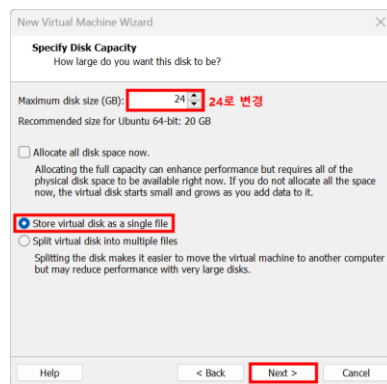 New Virtual Machine Wizard
Specify Disk Capacity
How large do you want this disk to be?
Maximum disk size (GB): 24 24로 변경
Recommended size for Ubuntu 64-bit: 20 GB
Allocate all disk space now.
Allocating the full capacity can enhance performance but requires all of the
physical disk space to be available right now. If you do not allocate all the space
now, the virtual disk starts small and grows as you add data to it.
Store virtual disk as a single file
Split virtual disk into multiple files
Splitting the disk makes it easier to move the virtual machine to another computer
but may reduce performance with very large disks.
Help < Back Next > Cancel